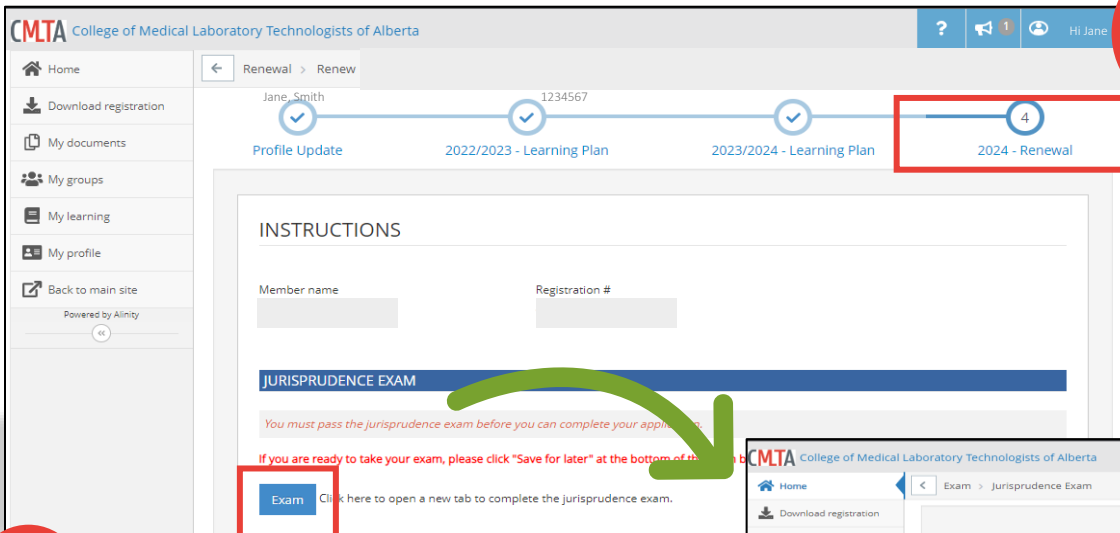 CMLTA College of Medical Laboratory Technologists of Alberta
? 1 Hi Jane
Home
Download registration
My documents
My groups
My learning
My profile
Back to main site
Powered by Alinity
Renewal > Renew
Jane, Smith 1234567
4
Profile Update 2022/2023 - Learning Plan 2023/2024 - Learning Plan 2024 - Renewal
INSTRUCTIONS
Member name Registration #
JURISPRUDENCE EXAM
You must pass the jurisprudence exam before you can complete your
If you are ready to take your exam, please click "Save for later" at the bottom of
Exam Click here to open a new tab to complete the jurisprudence exam.
CMLTA College of Medical Laboratory Technologists of Alberta
Home
Download registration
Exam > Jurisprudence Exam